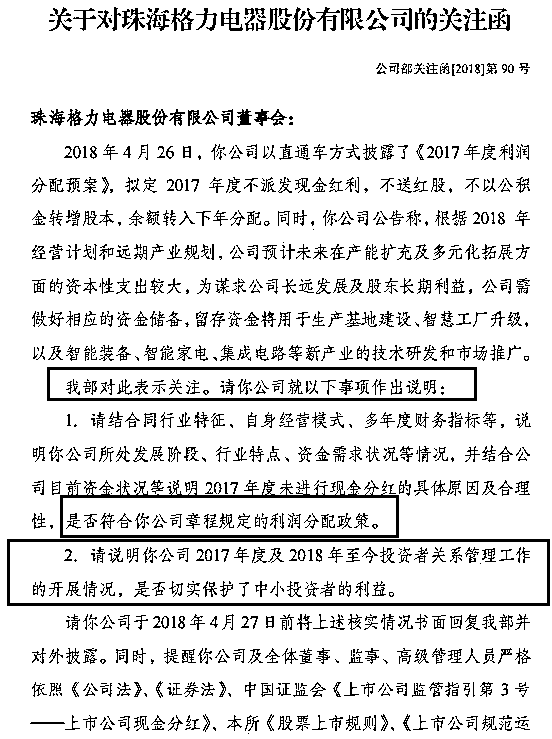 关于对珠海格力电器股份有限公司的关注函
公司部关注函[2018]第 90 号
珠海格力电器股份有限公司董事会：
2018 年 4 月 26 日，你公司以直通车方式披露了《2017 年度利润
分配预案》，拟定 2017 年度不派发现金红利，不送红股，不以公积
金转增股本，余额转入下年分配。同时，你公司公告称，根据 2018 年
经营计划和远期产业规划，公司预计未来在产能扩充及多元化拓展方
面的资本性支出较大，为谋求公司长远发展及股东长期利益，公司需
做好相应的资金储备，留存资金将用于生产基地建设、智慧工厂升级，
以及智能装备、智能家电、集成电路等新产业的技术研发和市场推广。
我部对此表示关注。请你公司就以下事项作出说明：
1. 请结合同行业特征、自身经营模式、多年度财务指标等，说
明你公司所处发展阶段、行业特点、资金需求状况等情况，并结合公
司目前资金状况等说明 2017 年度未进行现金分红的具体原因及合理
性，是否符合你公司章程规定的利润分配政策。
2. 请说明你公司 2017 年度及 2018 年至今投资者关系管理工作
的开展情况，是否切实保护了中小投资者的利益。
请你公司于 2018 年 4 月 27 日前将上述核实情况书面回复我部并
对外披露。同时，提醒你公司及全体董事、监事、高级管理人员严格
依照《公司法》、《证券法》、中国证监会《上市公司监管指引第 3 号
——上市公司现金分红》、本所《股票上市规则》、《上市公司规范运